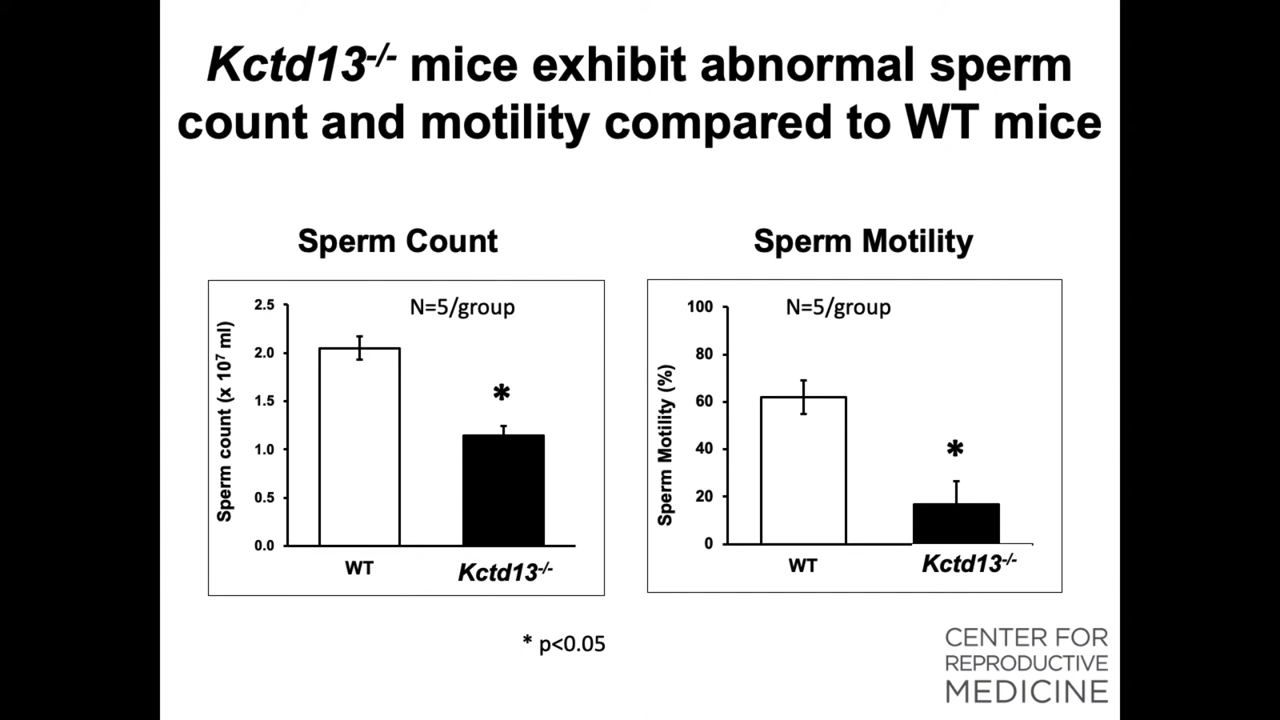 Kctd13-/- mice exhibit abnormal sperm
count and motility compared to WT mice
Sperm Count
N=5/group
Sperm count (x 10⁷ ml)
2.5
2.0
1.5
1.0
0.5
0.0
*
WT
Kctd13-/-
Sperm Motility
N=5/group
Sperm Motility (%)
100
80
60
40
20
0
*
WT
Kctd13-/-
* p<0.05
CENTER FOR
REPRODUCTIVE
MEDICINE